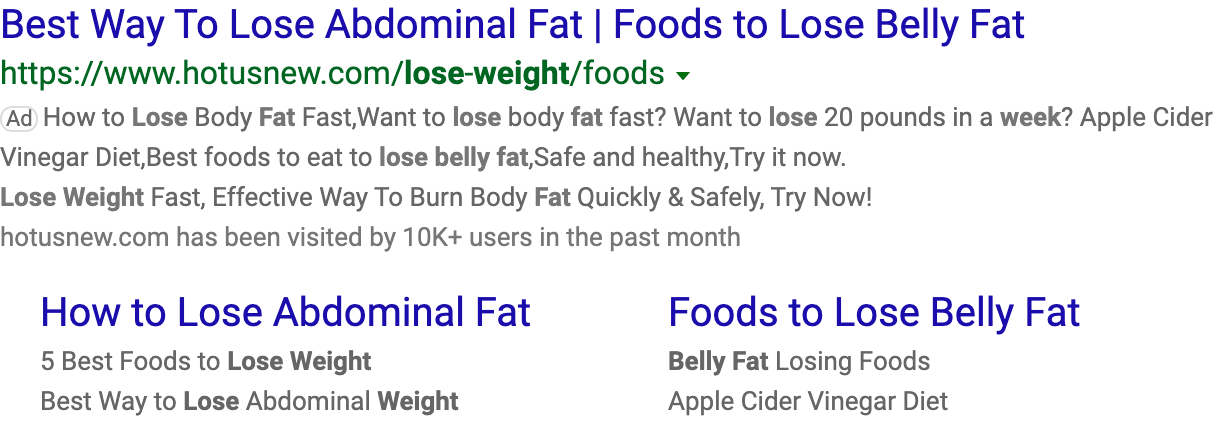 Best Way To Lose Abdominal Fat | Foods to Lose Belly Fat
https://www.hotusnew.com/lose-weight/foods
Ad How to Lose Body Fat Fast,Want to lose body fat fast? Want to lose 20 pounds in a week? Apple Cider
Vinegar Diet,Best foods to eat to lose belly fat,Safe and healthy,Try it now.
Lose Weight Fast, Effective Way To Burn Body Fat Quickly & Safely, Try Now!
hotusnew.com has been visited by 10K+ users in the past month
How to Lose Abdominal Fat
5 Best Foods to Lose Weight
Best Way to Lose Abdominal Weight
Foods to Lose Belly Fat
Belly Fat Losing Foods
Apple Cider Vinegar Diet